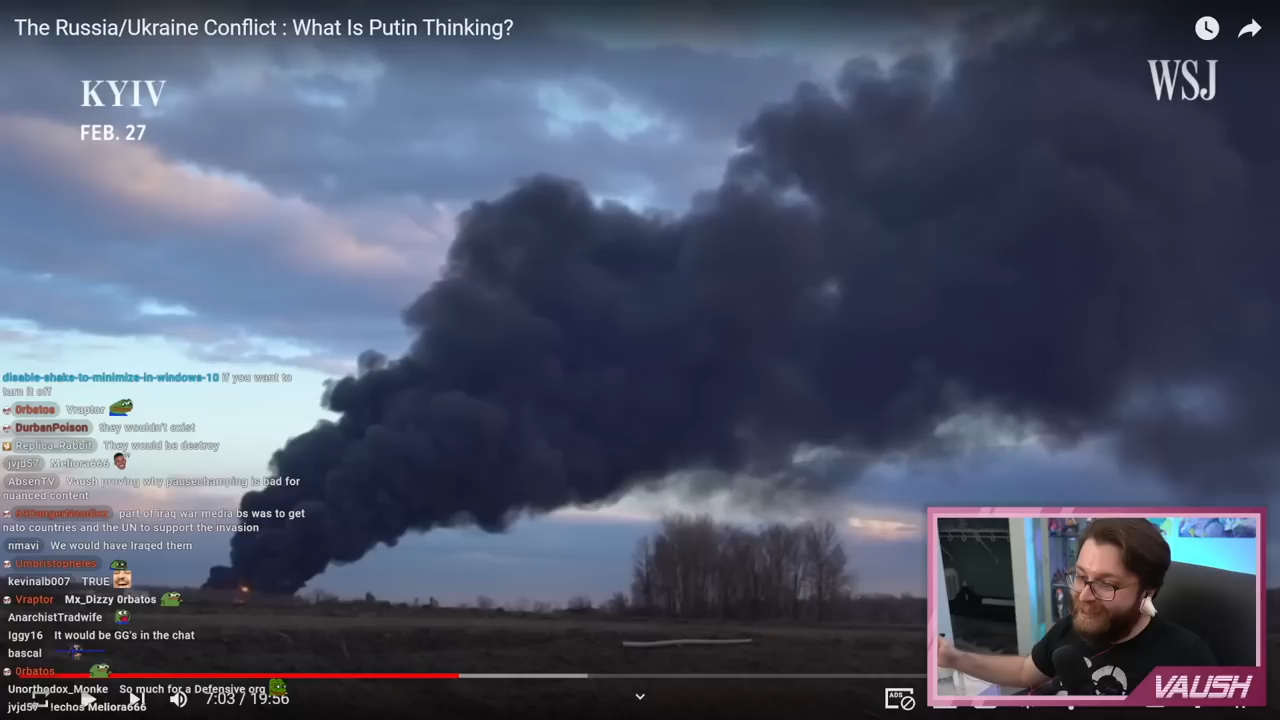 The Russia/Ukraine Conflict : What Is Putin Thinking?
KYIV
FEB. 27
WSJ
disable-shake-to-minimize-in-windows-10 if you want to
turn it off
0rbatos Vraptor
DurbanPoison they wouldn't exist
Replica_Rabbit They would be destroy
jvjd57 Meliora666
AbsenTV Vaush proving why pausechamping is bad for
nuanced content
part of iraq war media bs was to get
nato countries and the UN to support the invasion
nmavi We would have Iraqed them
Umbristopheles
kevinalb007 TRUE
Vraptor Mx_Dizzy 0rbatos
AnarchistTradwife
Iggy16 It would be GG's in the chat
bascal
0rbatos
Unorthodox_Monke So much for a Defensive org
jvjd57 !echos Meliora666
7:03 / 19:56
ADS
VAUSH